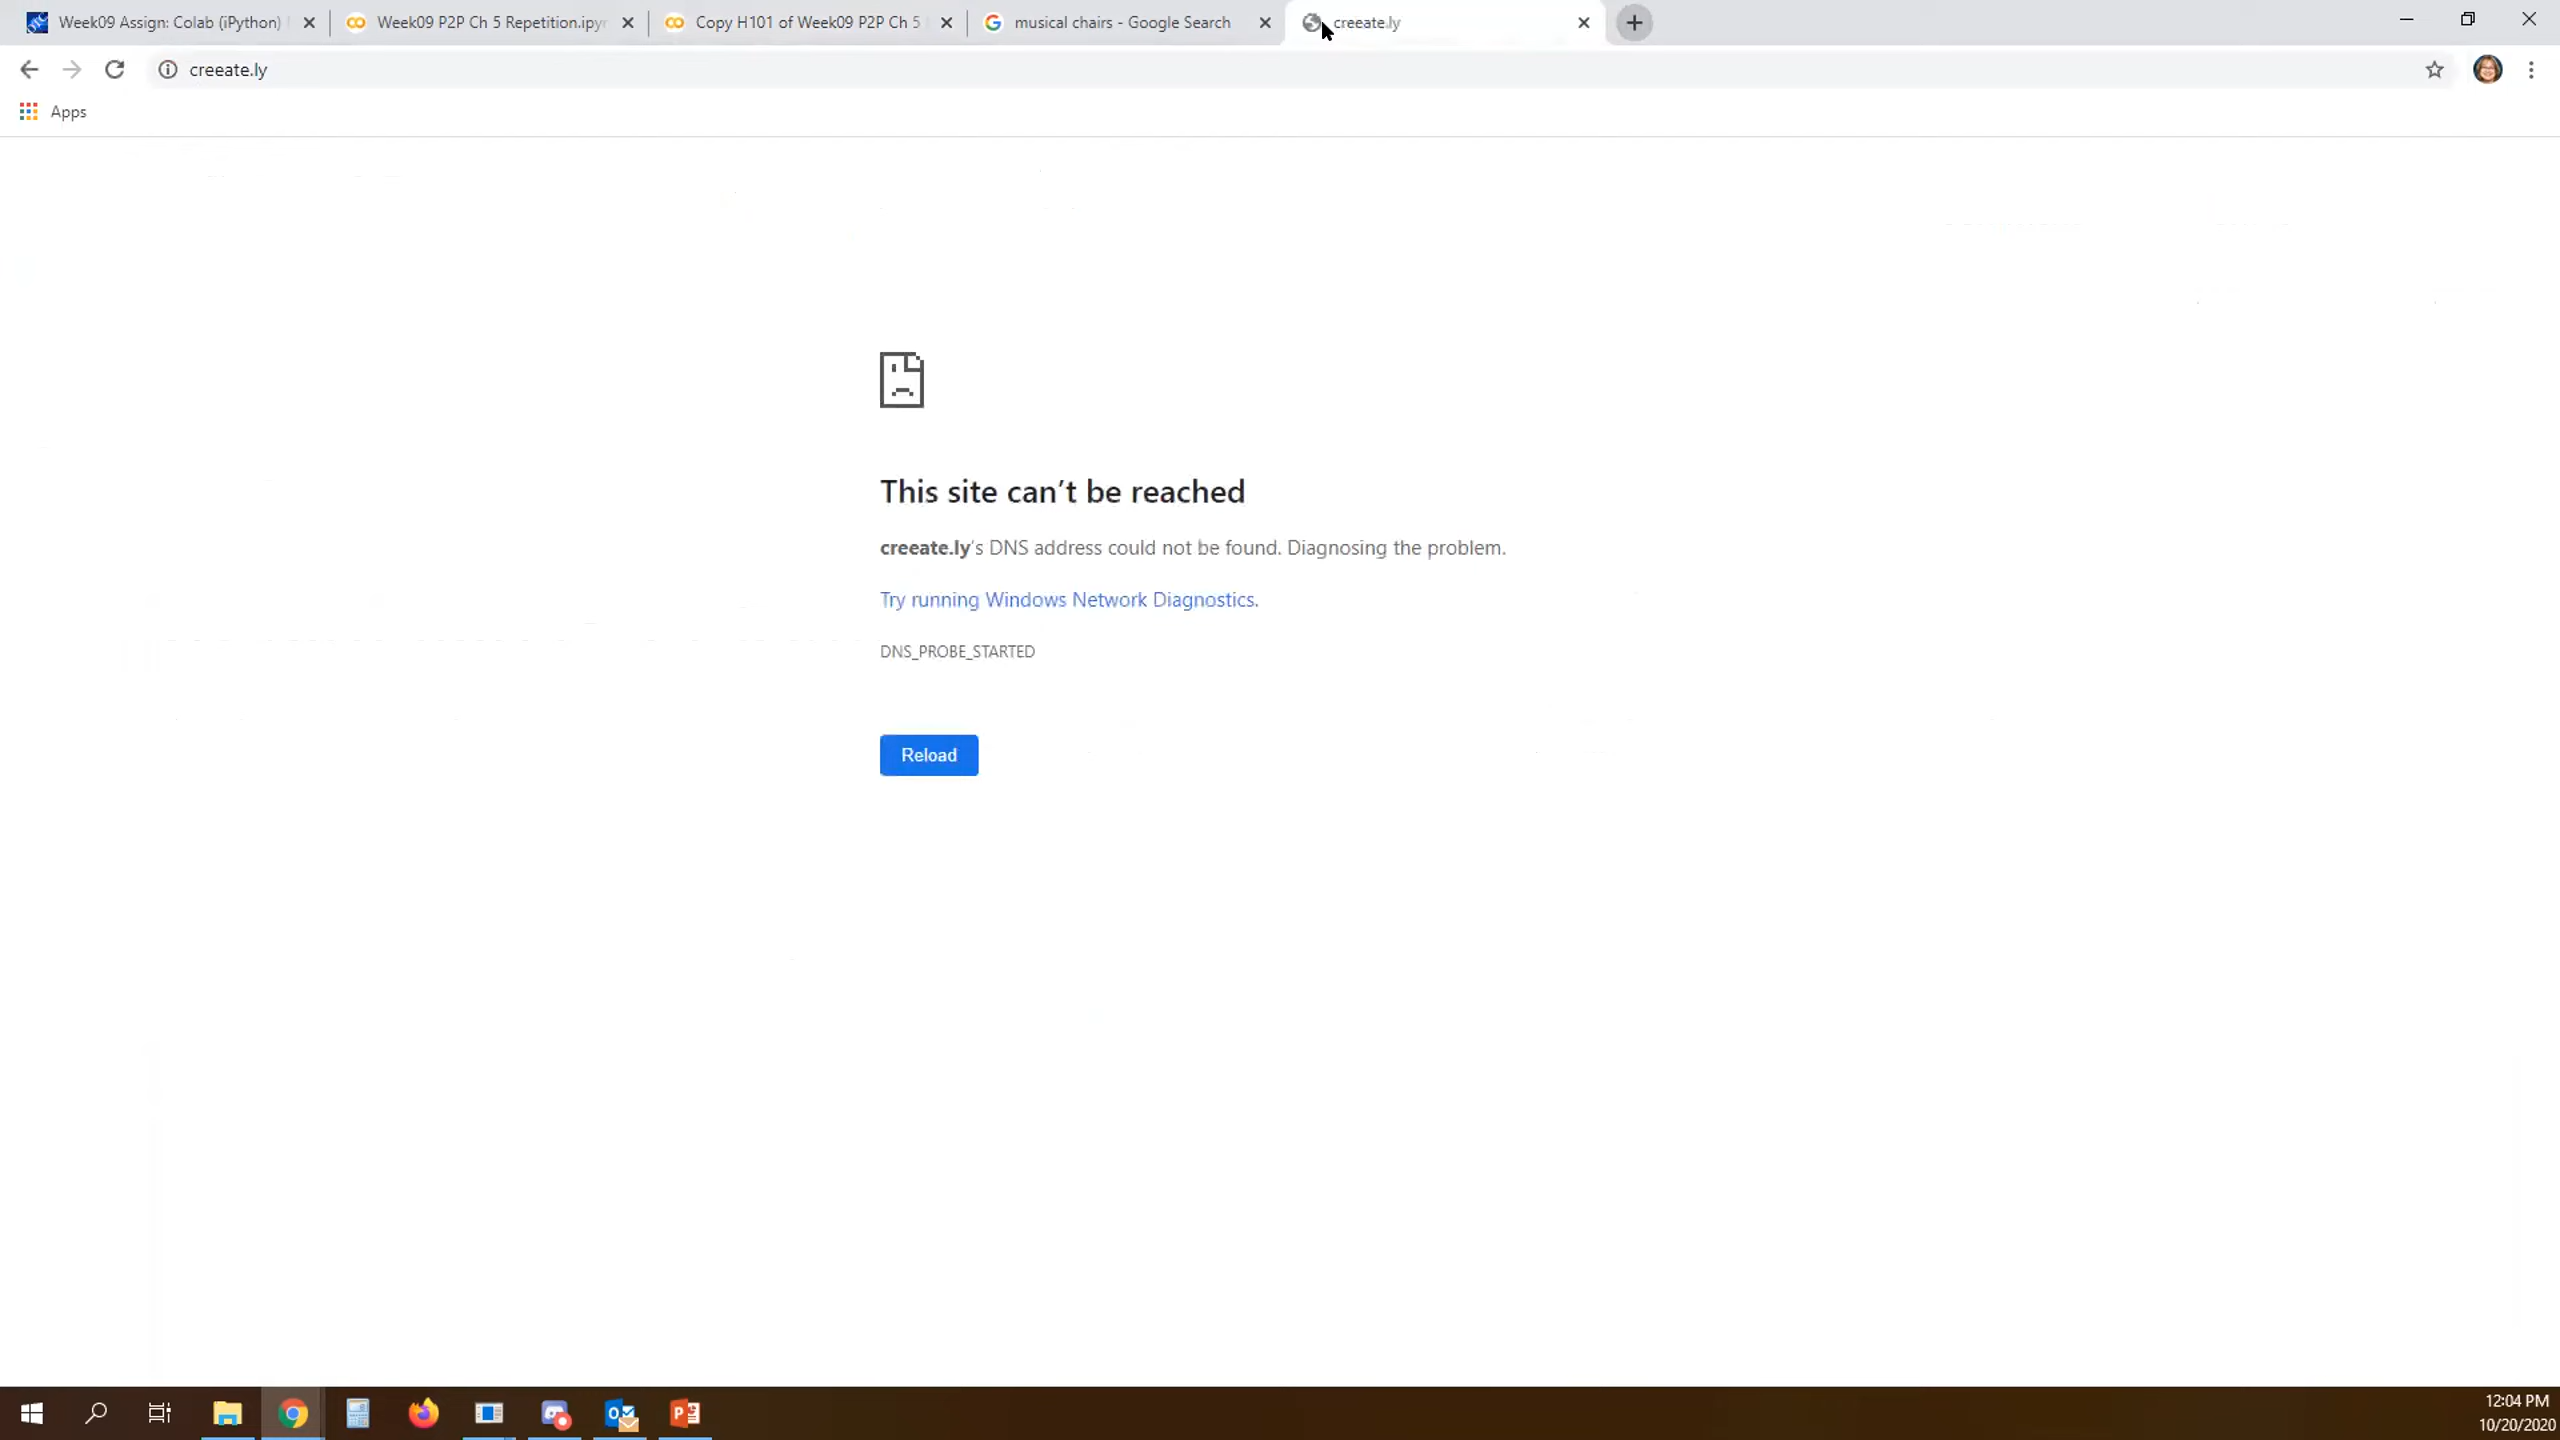 Week09 Assign: Colab (iPython)
Week09 P2P Ch 5 Repetition.ipyn
Copy H101 of Week09 P2P Ch 5
musical chairs - Google Search
creeate.ly
creeate.ly
Apps
This site can’t be reached
creeate.ly’s DNS address could not be found. Diagnosing the problem.
Try running Windows Network Diagnostics.
DNS_PROBE_STARTED
Reload
12:04 PM
10/20/2020